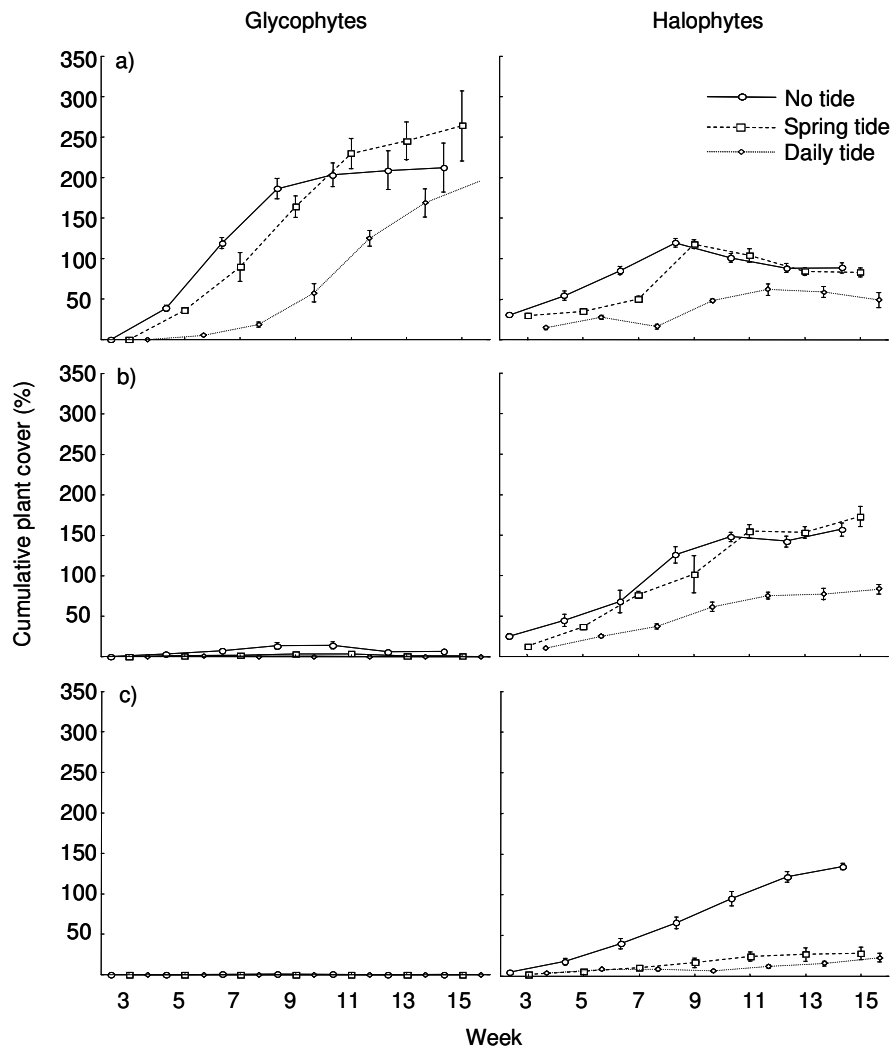 Glycophytes Halophytes
a)
350
300
250
200
150
100
50
No tide
Spring tide
Daily tide
b)
350
300
250
200
150
100
50
c)
350
300
250
200
150
100
50
Cumulative plant cover (%)
3 5 7 9 11 13 15 3 5 7 9 11 13 15
Week